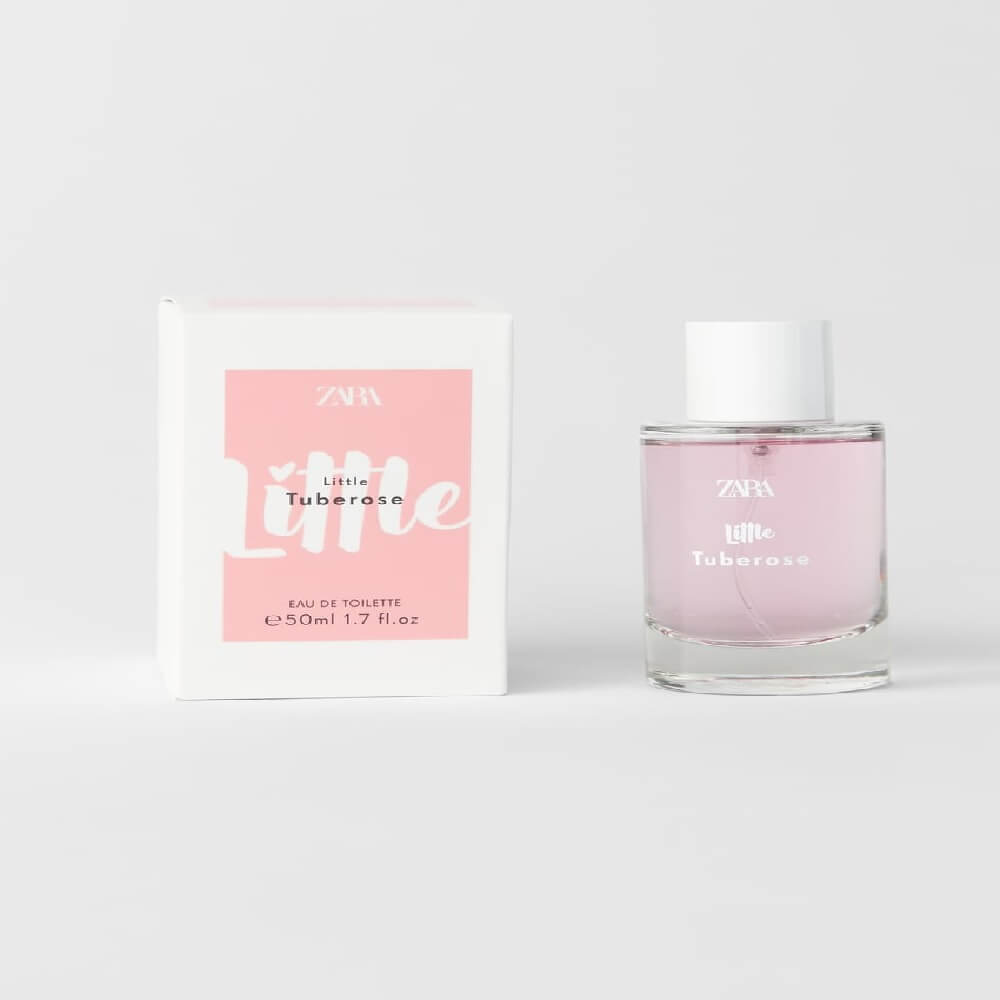 ZARA
Little
Little
Tuberose
EAU DE TOILETTE
℮50ml 1.7 fl.oz
ZARA
Little
Tuberose